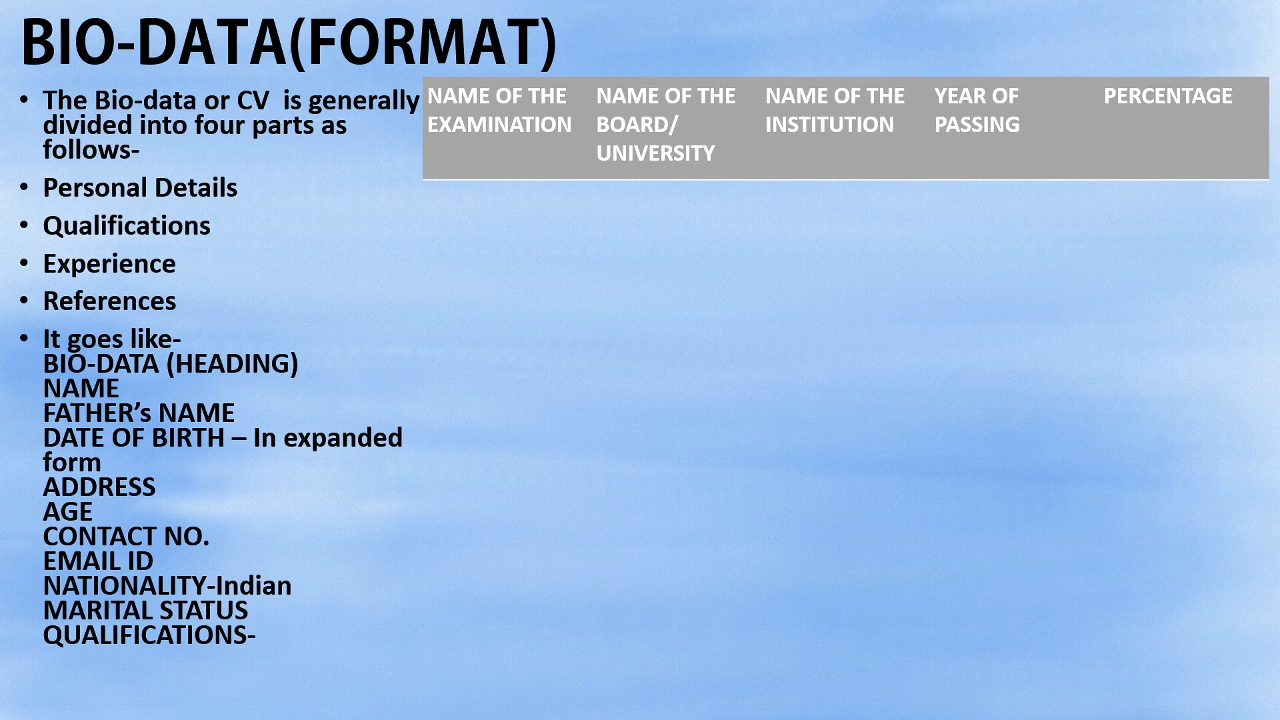 BIO-DATA(FORMAT)
• The Bio-data or CV  is generally
divided into four parts as
follows-
• Personal Details
• Qualifications
• Experience
• References
• It goes like-
BIO-DATA (HEADING)
NAME
FATHER’s NAME
DATE OF BIRTH – In expanded
form
ADDRESS
AGE
CONTACT NO.
EMAIL ID
NATIONALITY-Indian
MARITAL STATUS
QUALIFICATIONS-
NAME OF THE
EXAMINATION
NAME OF THE
BOARD/
UNIVERSITY
NAME OF THE
INSTITUTION
YEAR OF
PASSING
PERCENTAGE